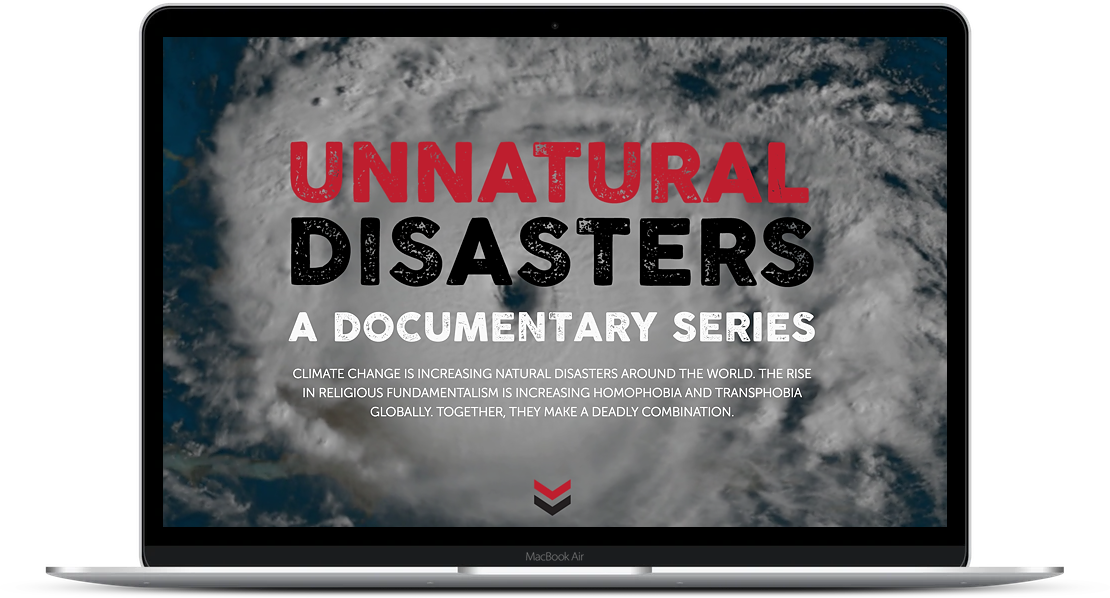 UNNATURAL
DISASTERS
A DOCUMENTARY SERIES
CLIMATE CHANGE IS INCREASING NATURAL DISASTERS AROUND THE WORLD. THE RISE
IN RELIGIOUS FUNDAMENTALISM IS INCREASING HOMOPHOBIA AND TRANSPHOBIA
GLOBALLY. TOGETHER, THEY MAKE A DEADLY COMBINATION.
MacBook Air